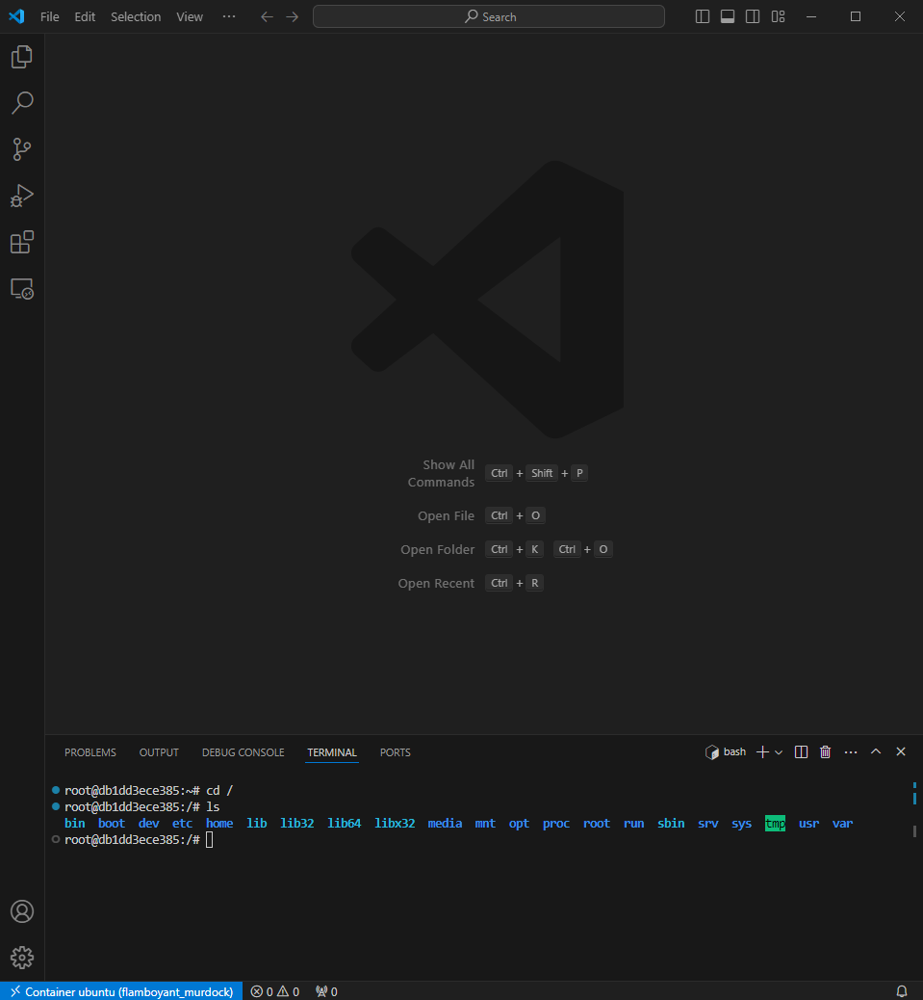 File Edit Selection View ··· Search
Show All
Commands Ctrl + Shift + P
Open File Ctrl + O
Open Folder Ctrl + K Ctrl + O
Open Recent Ctrl + R
PROBLEMS OUTPUT DEBUG CONSOLE TERMINAL PORTS bash
root@db1dd3ece385:~# cd /
root@db1dd3ece385:/# ls
bin boot dev etc home lib lib32 lib64 libx32 media mnt opt proc root run sbin srv sys tmp usr var
root@db1dd3ece385:/#
Container ubuntu (flamboyant_murdock) 0 0 0